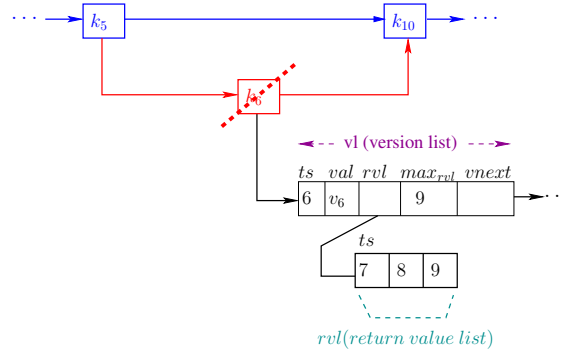 ··· k₅ k₁₀ ···
k₆
vl (version list)
ts val rvl max_rvl vnext
6 v₆ 9 ··
ts
7 8 9
rvl(return value list)